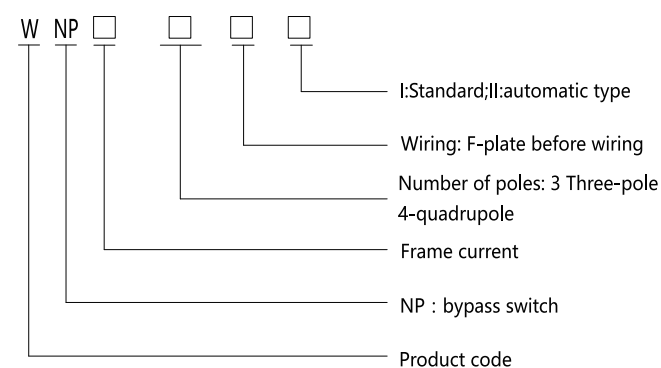 W NP □ □ □ □
I:Standard;II:automatic type
Wiring: F-plate before wiring
Number of poles: 3 Three-pole
4-quadrupole
Frame current
NP : bypass switch
Product code